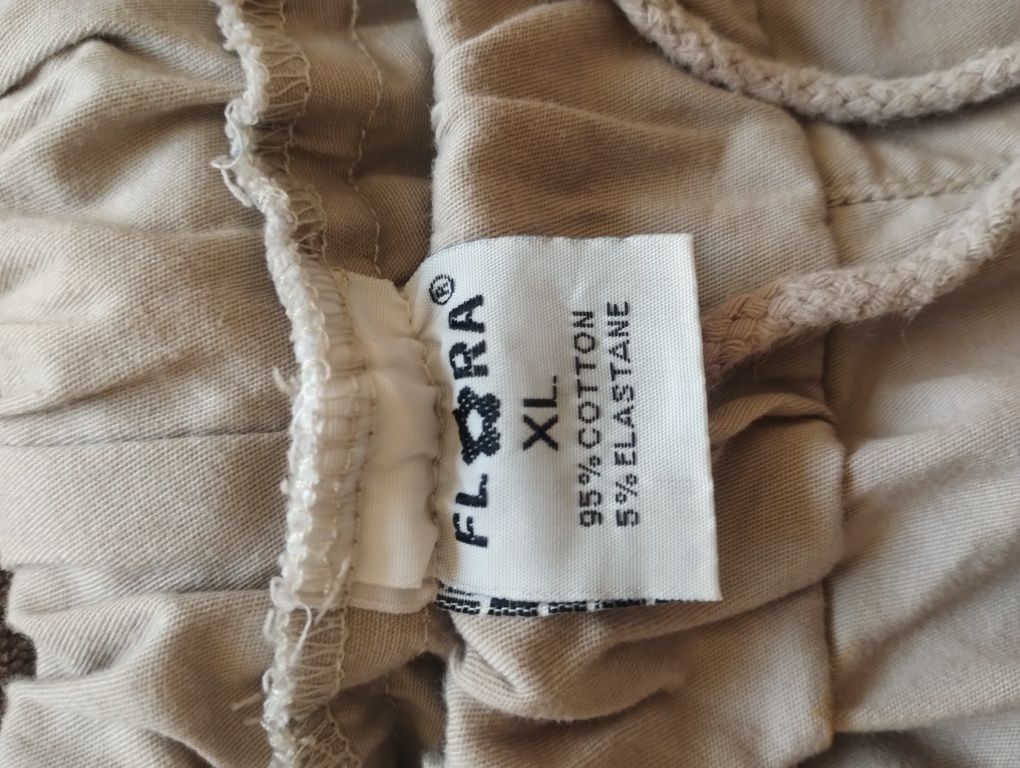 FLORA®
XL.
95% COTTON
5% ELASTANE